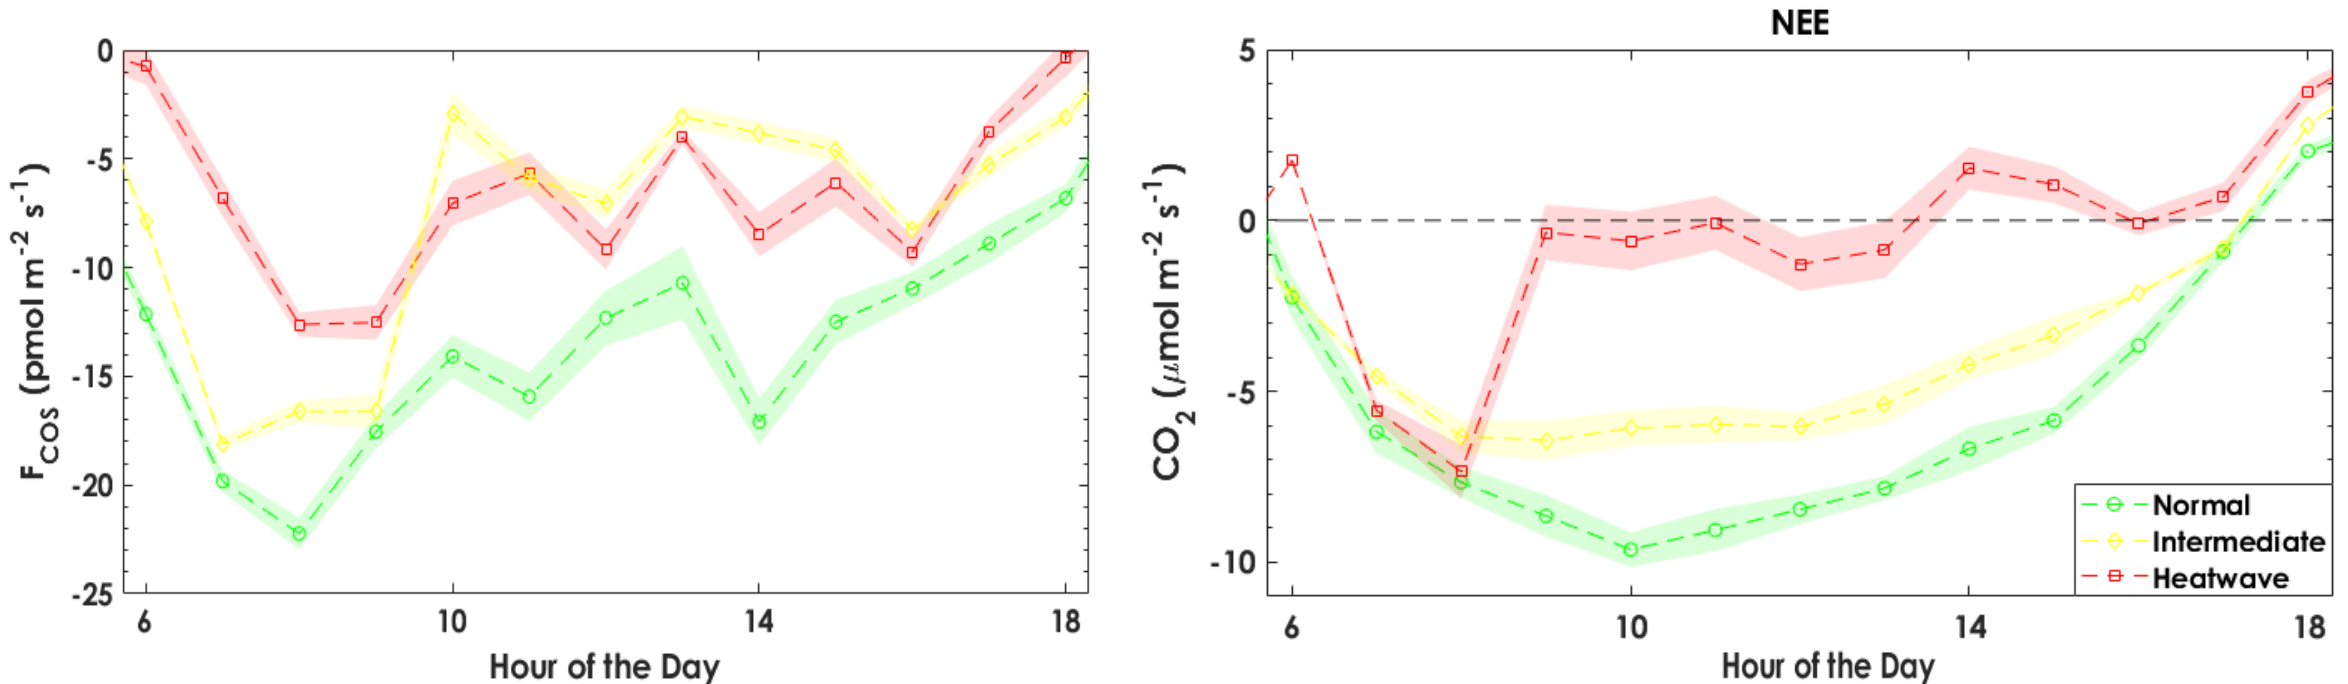 0
-5
-10
-15
-20
-25
F_COS (pmol m^-2 s^-1)
6 10 14 18
Hour of the Day
NEE
5
0
-5
-10
CO_2 (μmol m^-2 s^-1)
6 10 14 18
Hour of the Day
Normal
Intermediate
Heatwave